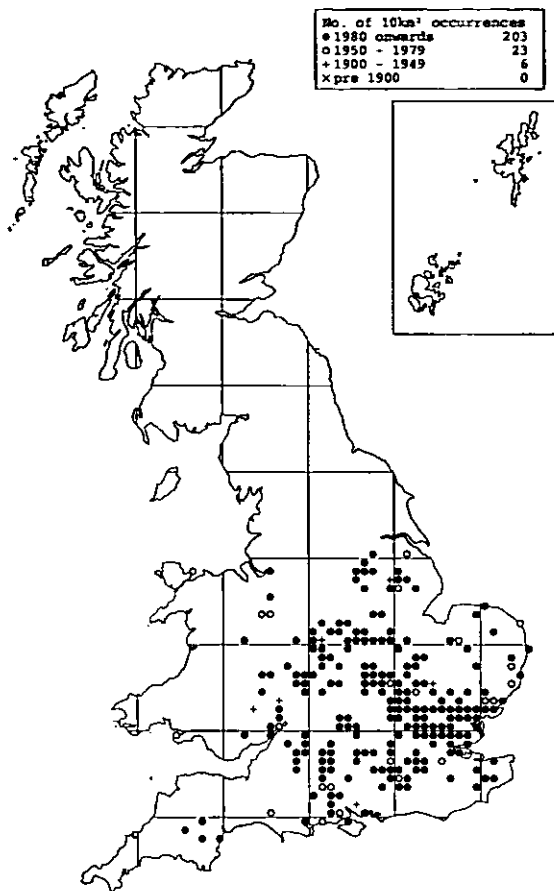 No. of 10km² occurrences
● 1980 onwards 203
○ 1950 - 1979 23
+ 1900 - 1949 6
× pre 1900 0